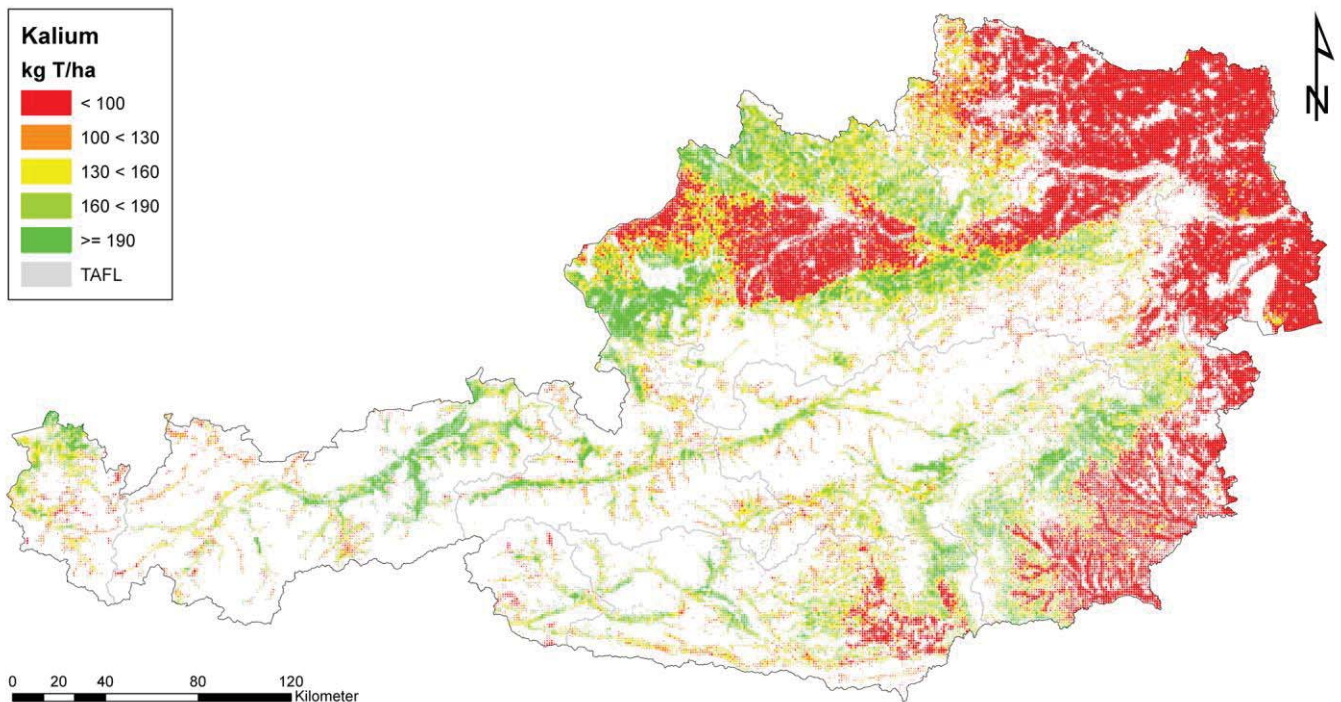 Kalium
kg T/ha
< 100
100 < 130
130 < 160
160 < 190
>= 190
TAFL
N
0 20 40 80 120
Kilometer